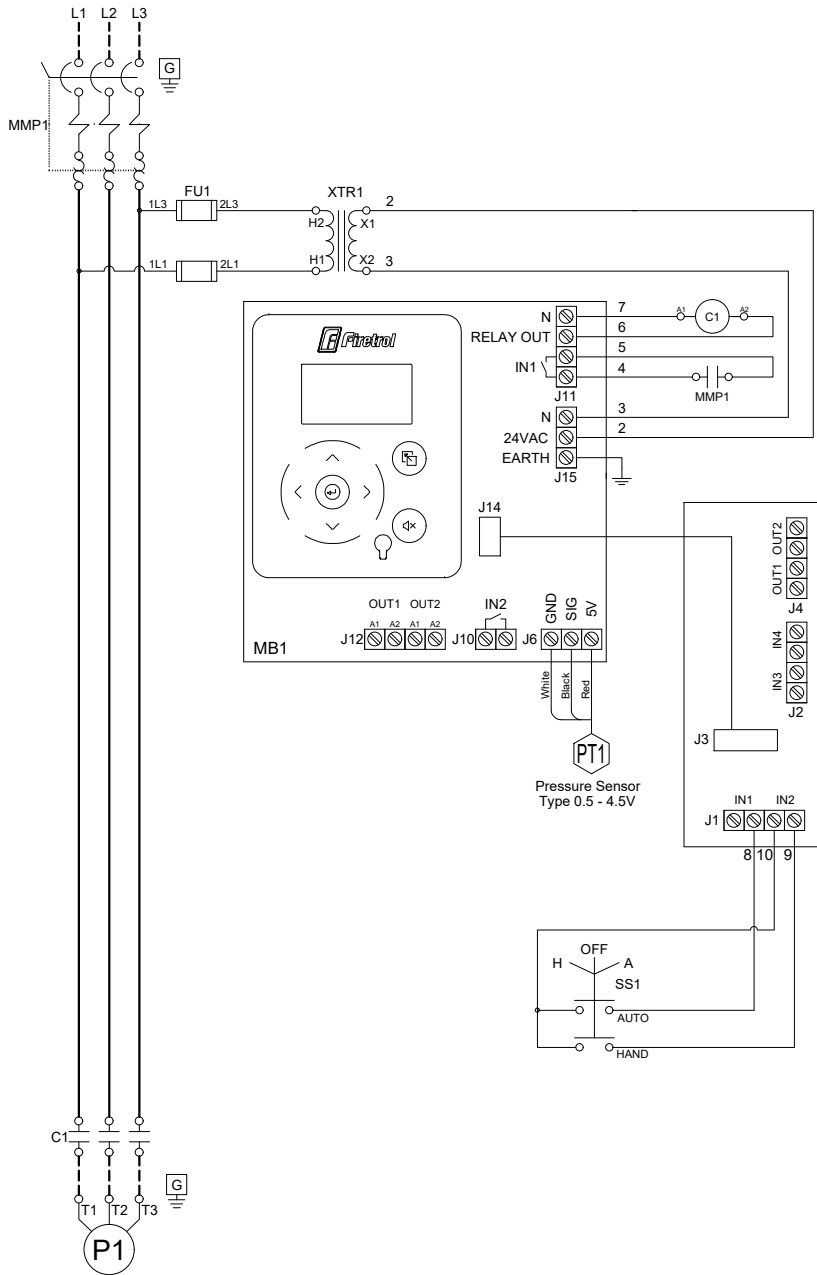 L1 L2 L3
G
MMP1
FU1
XTR1
1L3 2L3
H2 X1 2
1L1 2L1
H1 X2 3
Firetrol
N 7 A1 C1 A2
RELAY OUT 6
5
IN1 4
J11 MMP1
N 3
24VAC 2
EARTH
J15
J14
OUT2
OUT1
J4
IN4
IN3
J2
OUT1 OUT2
A1 A2 A1 A2
J12
IN2
J10
GND SIG 5V
J6
MB1
White Black Red
PT1
Pressure Sensor
Type 0.5 - 4.5V
J3
IN1 IN2
J1
8 10 9
OFF
H A
SS1
AUTO
HAND
C1
G
T1 T2 T3
P1